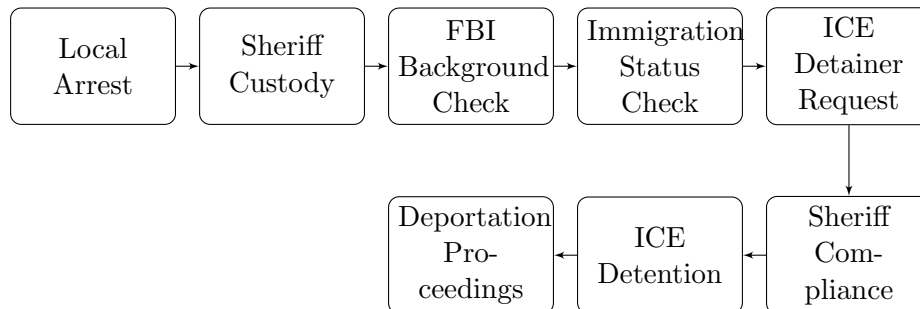 Local
Arrest
Sheriff
Custody
FBI
Background
Check
Immigration
Status
Check
ICE
Detainer
Request
Deportation
Pro-
ceedings
ICE
Detention
Sheriff
Com-
pliance